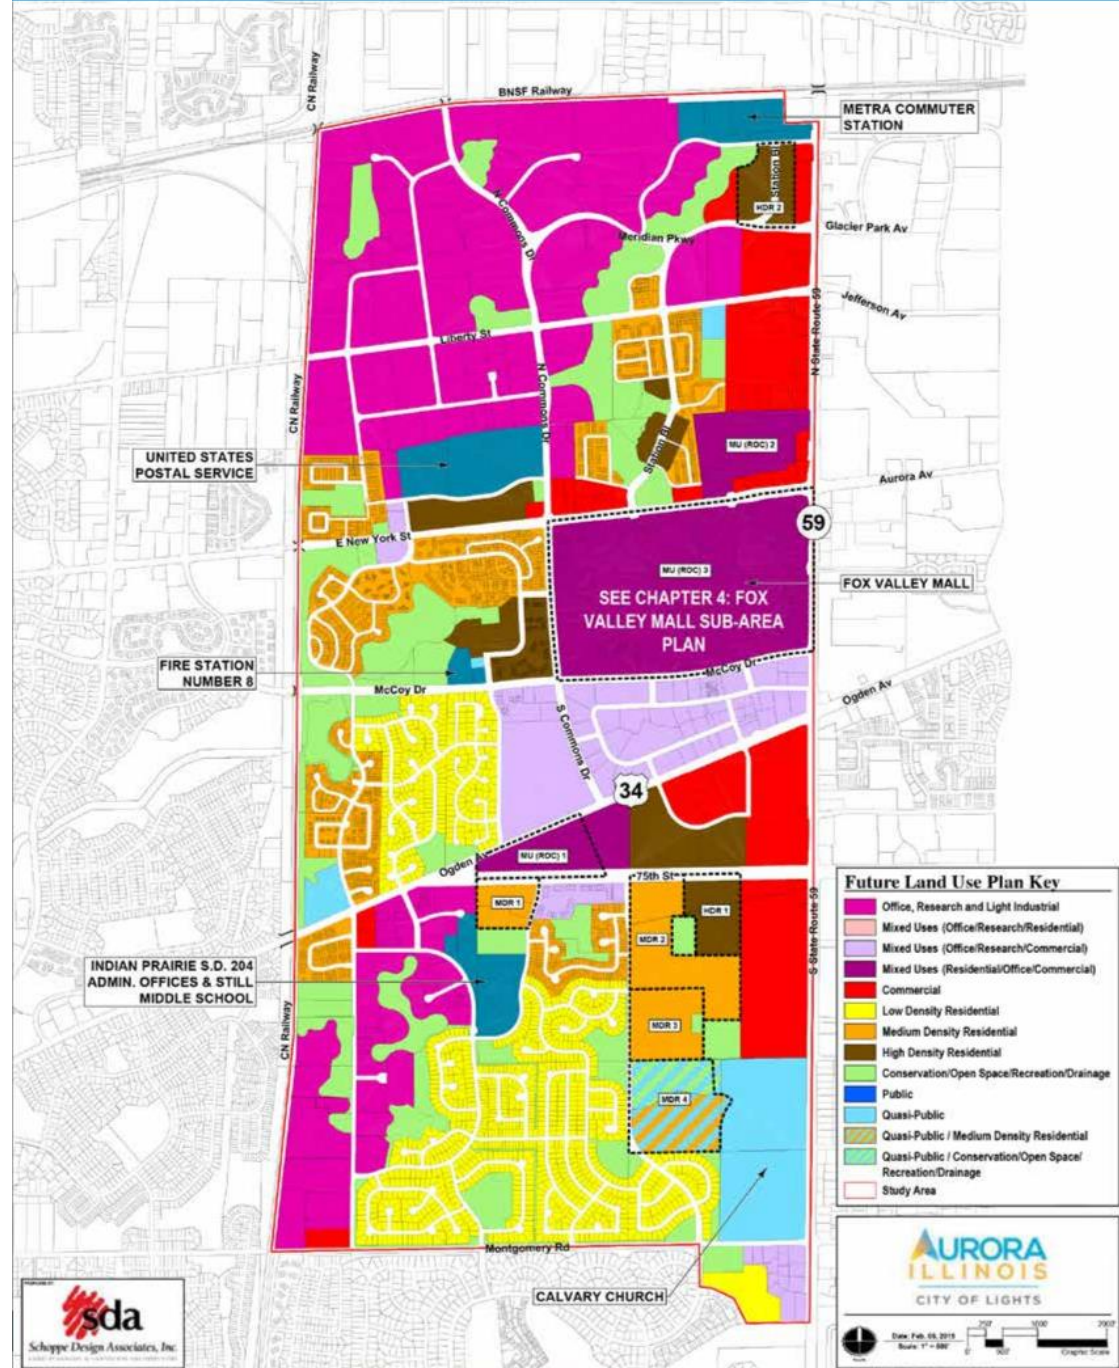 CN Railway
BNSF Railway
METRA COMMUTER
STATION
Station Bl
HDR 2
N Commons Dr
Meridian Pkwy
Glacier Park Av
Jefferson Av
N State Route 59
Liberty St
CN Railway
N Commons Dr
UNITED STATES
POSTAL SERVICE
Station Bl
MU (ROC) 2
Aurora Av
59
E New York St
MU (ROC) 3
FOX VALLEY MALL
SEE CHAPTER 4: FOX
VALLEY MALL SUB-AREA
PLAN
FIRE STATION
NUMBER 8
McCoy Dr
McCoy Dr
Ogden Av
S Commons Dr
34
Ogden Av
MU (ROC) 1
75th St
MDR 1
HDR 1
MDR 2
S State Route 59
INDIAN PRAIRIE S.D. 204
ADMIN. OFFICES & STILL
MIDDLE SCHOOL
CN Railway
MDR 3
MDR 4
Montgomery Rd
CALVARY CHURCH
Future Land Use Plan Key
Office, Research and Light Industrial
Mixed Uses (Office/Research/Residential)
Mixed Uses (Office/Research/Commercial)
Mixed Uses (Residential/Office/Commercial)
Commercial
Low Density Residential
Medium Density Residential
High Density Residential
Conservation/Open Space/Recreation/Drainage
Public
Quasi-Public
Quasi-Public / Medium Density Residential
Quasi-Public / Conservation/Open Space/
Recreation/Drainage
Study Area
AURORA
ILLINOIS
CITY OF LIGHTS
Graphic Scale
sda
Schoppe Design Associates, Inc.